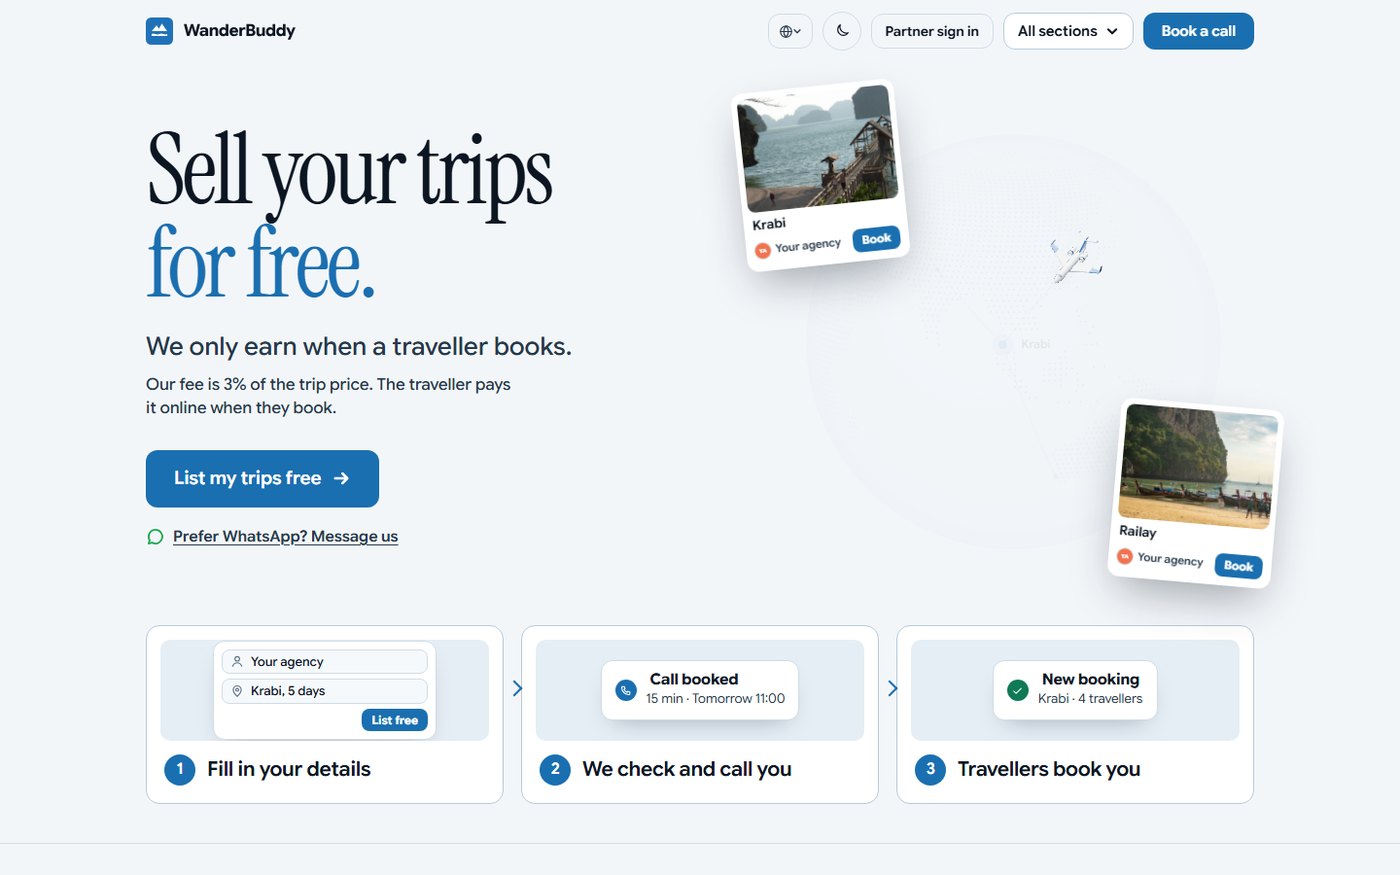 WanderBuddy
Partner sign in
All sections
Book a call
Sell your trips
for free.
We only earn when a traveller books.
Our fee is 3% of the trip price. The traveller pays
it online when they book.
List my trips free
Prefer WhatsApp? Message us
Krabi
YA Your agency Book
Krabi
Railay
YA Your agency Book
Your agency
Krabi, 5 days
List free
1 Fill in your details
Call booked
15 min · Tomorrow 11:00
2 We check and call you
New booking
Krabi · 4 travellers
3 Travellers book you